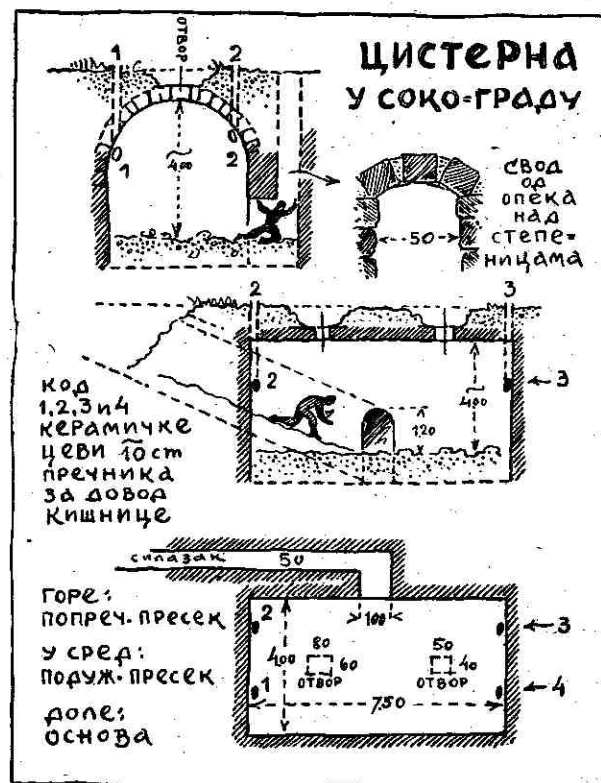 ЦИСТЕРНА
У СОКО-ГРАДУ
1
ОТВОР
2
1
2
~400
СВОД
ОД
ОПЕКА
НАД
СТЕПЕ-
НИЦАМА
50
2
3
2
3
~400
120
КОД
1,2,3 и 4
КЕРАМИЧКЕ
ЦЕВИ ~10 cm
ПРЕЧНИКА
ЗА ДОВОД
КИШНИЦЕ
СИЛАЗАК 50
100
ГОРЕ:
ПОПРЕЧ. ПРЕСЕК
У СРЕД:
ПОДУЖ. ПРЕСЕК
ДОЛЕ:
ОСНОВА
2
3
400
80
60
ОТВОР
50
40
ОТВОР
1
4
750